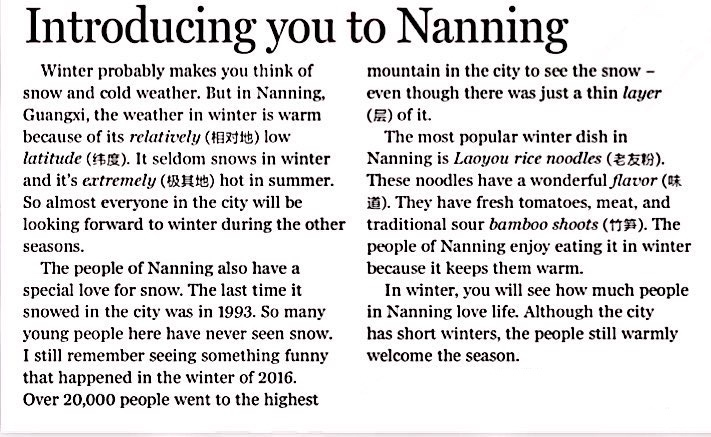 Introducing you to Nanning
Winter probably makes you think of
snow and cold weather. But in Nanning,
Guangxi, the weather in winter is warm
because of its relatively (相对地) low
latitude (纬度). It seldom snows in winter
and it's extremely (极其地) hot in summer.
So almost everyone in the city will be
looking forward to winter during the other
seasons.
The people of Nanning also have a
special love for snow. The last time it
snowed in the city was in 1993. So many
young people here have never seen snow.
I still remember seeing something funny
that happened in the winter of 2016.
Over 20,000 people went to the highest
mountain in the city to see the snow –
even though there was just a thin layer
(层) of it.
The most popular winter dish in
Nanning is Laoyou rice noodles (老友粉).
These noodles have a wonderful flavor (味
道). They have fresh tomatoes, meat, and
traditional sour bamboo shoots (竹笋). The
people of Nanning enjoy eating it in winter
because it keeps them warm.
In winter, you will see how much people
in Nanning love life. Although the city
has short winters, the people still warmly
welcome the season.